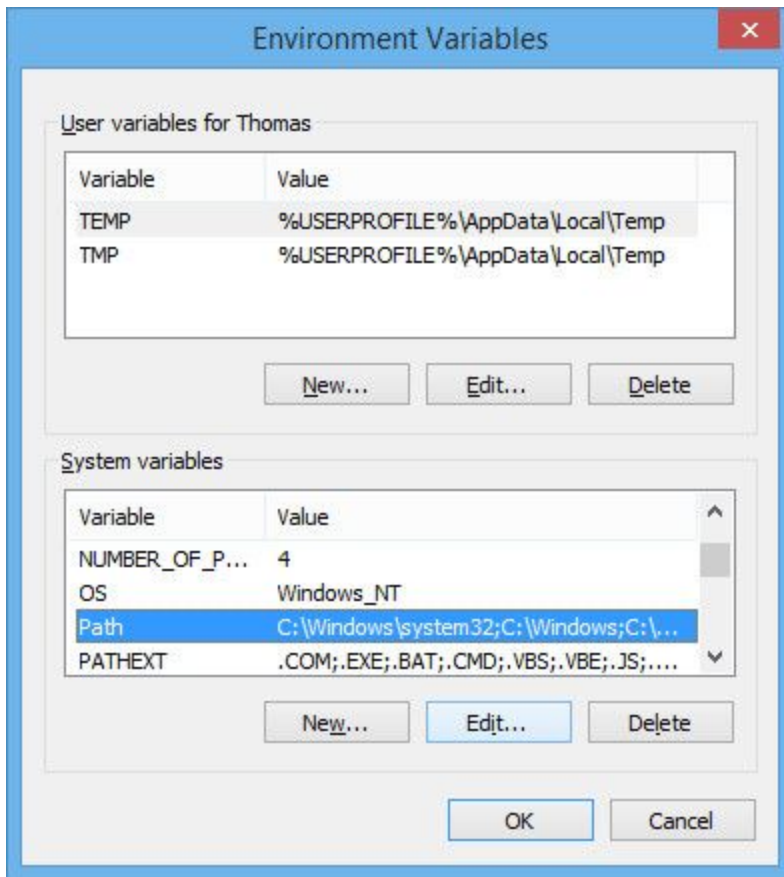 Environment Variables
User variables for Thomas
Variable Value
TEMP %USERPROFILE%\AppData\Local\Temp
TMP %USERPROFILE%\AppData\Local\Temp
New... Edit... Delete
System variables
Variable Value
NUMBER_OF_P... 4
OS Windows_NT
Path C:\Windows\system32;C:\Windows;C:\...
PATHEXT .COM;.EXE;.BAT;.CMD;.VBS;.VBE;.JS;....
New... Edit... Delete
OK Cancel